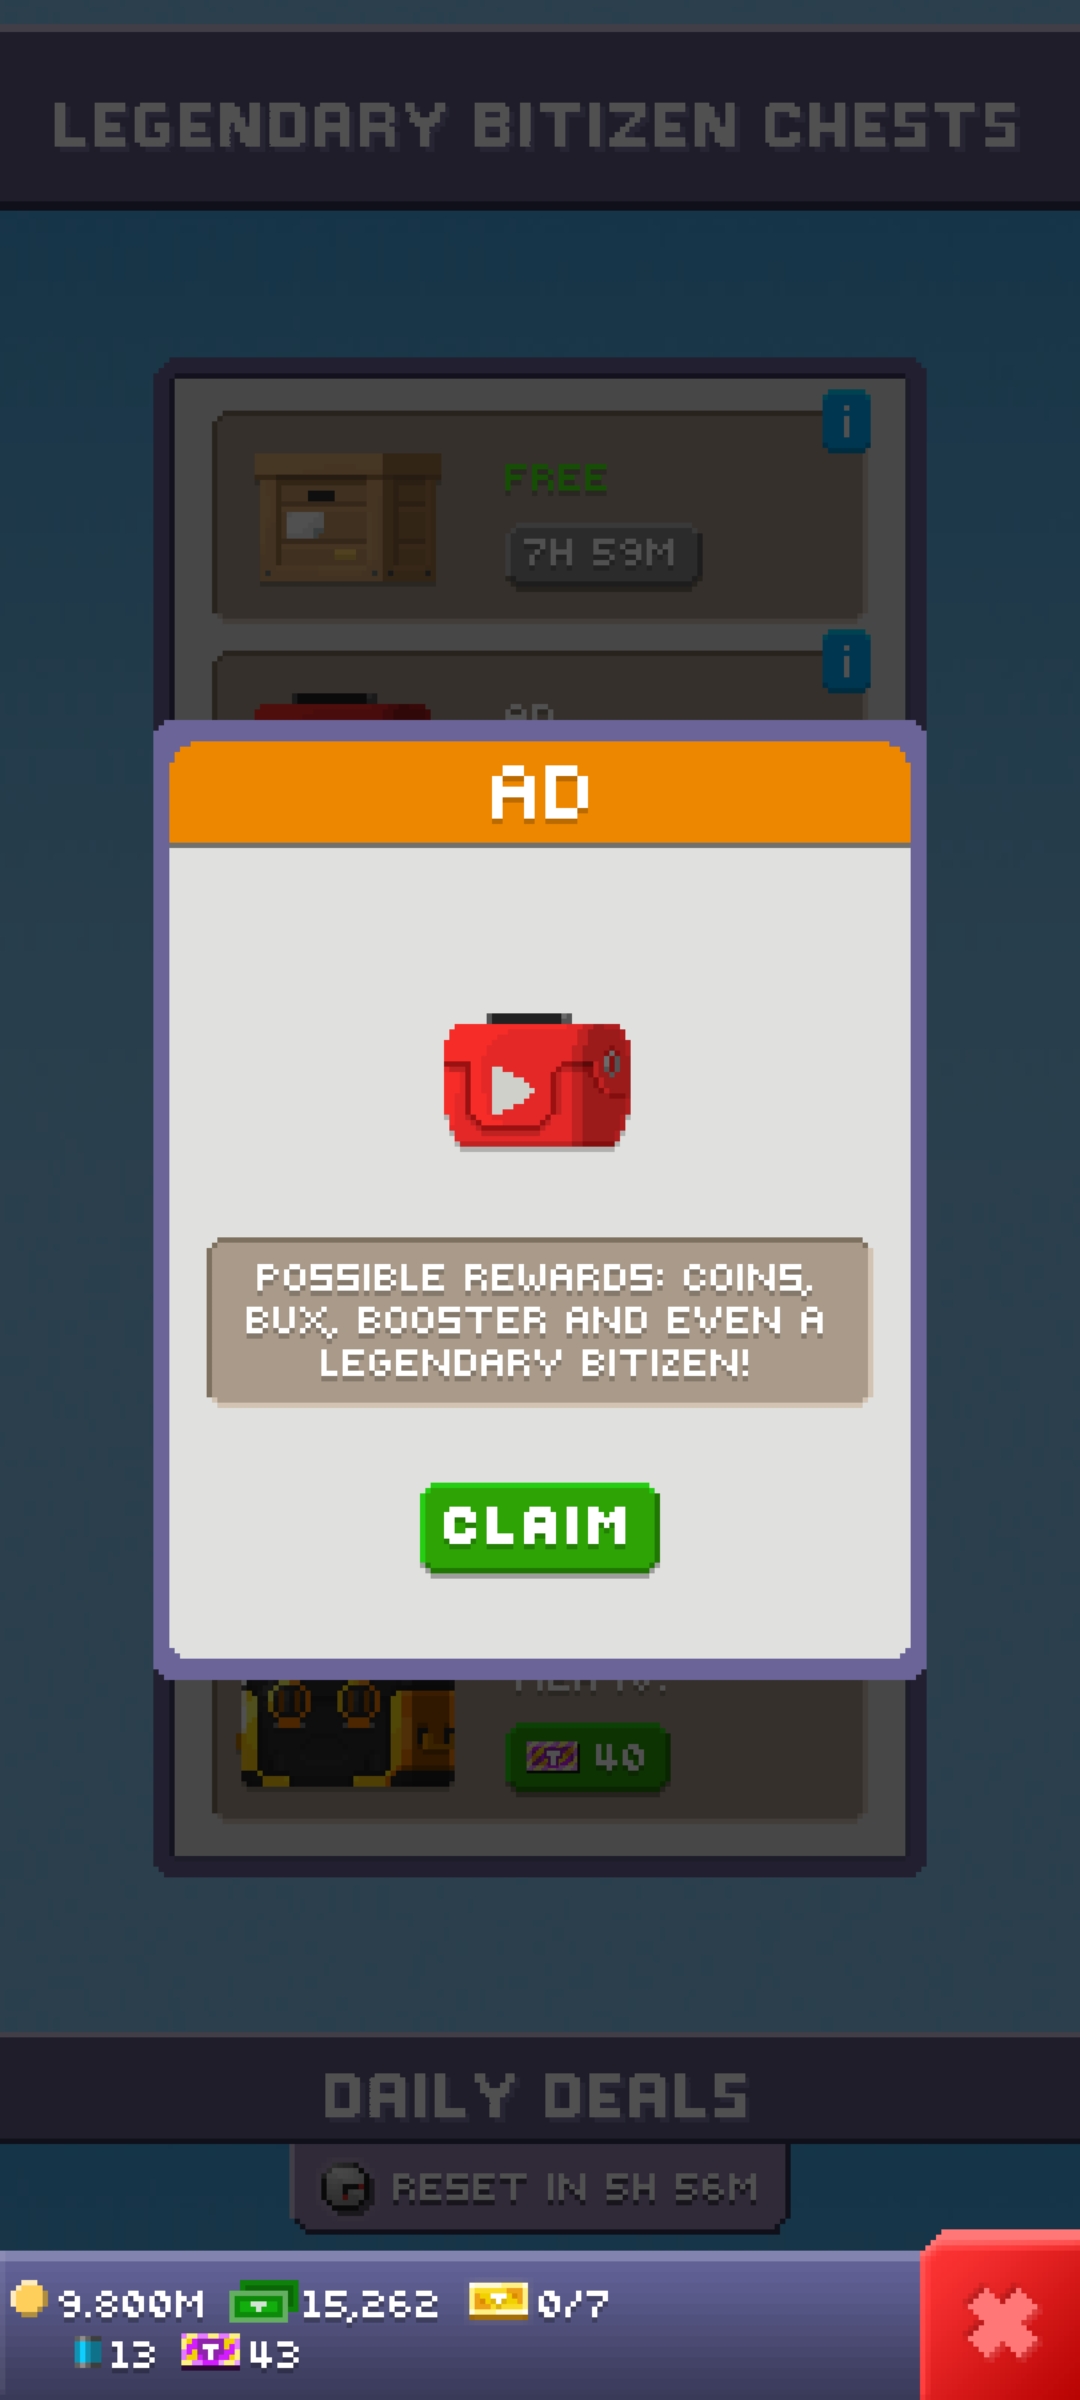 LEGENDARY BITIZEN CHESTS
i
FREE
7H 59M
i
AD
AD
POSSIBLE REWARDS: COINS,
BUX, BOOSTER AND EVEN A
LEGENDARY BITIZEN!
CLAIM
40
DAILY DEALS
RESET IN 5H 56M
9.800M 15,262 0/7
13 43